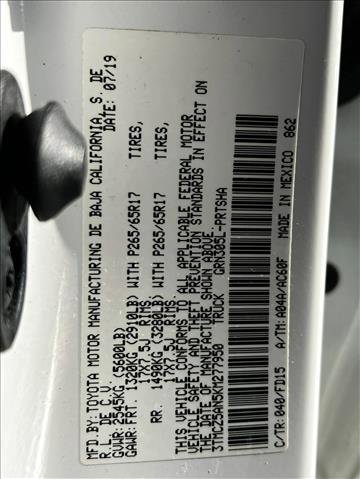 MFD. BY: TOYOTA MOTOR MANUFACTURING DE BAJA CALIFORNIA, S. DE
R. L. DE C.V. DATE: 07/19
GVWR: 2545KG (5600LB)
GAWR: FRT. 1320KG (2910LB) WITH P265/65R17 TIRES,
17X7.5J RIMS,
RR. 1490KG (3280LB) WITH P265/65R17 TIRES,
17X7.5J RIMS,
THIS VEHICLE CONFORMS TO ALL APPLICABLE FEDERAL MOTOR
VEHICLE SAFETY AND THEFT PREVENTION STANDARDS IN EFFECT ON
THE DATE OF MANUFACTURE SHOWN ABOVE.
3TMCZ5AN5KM277950 TRUCK GRN305L-PRTSHA
C/TR: 040/FD15 A/TM: A04A/AC60F
MADE IN MEXICO 862